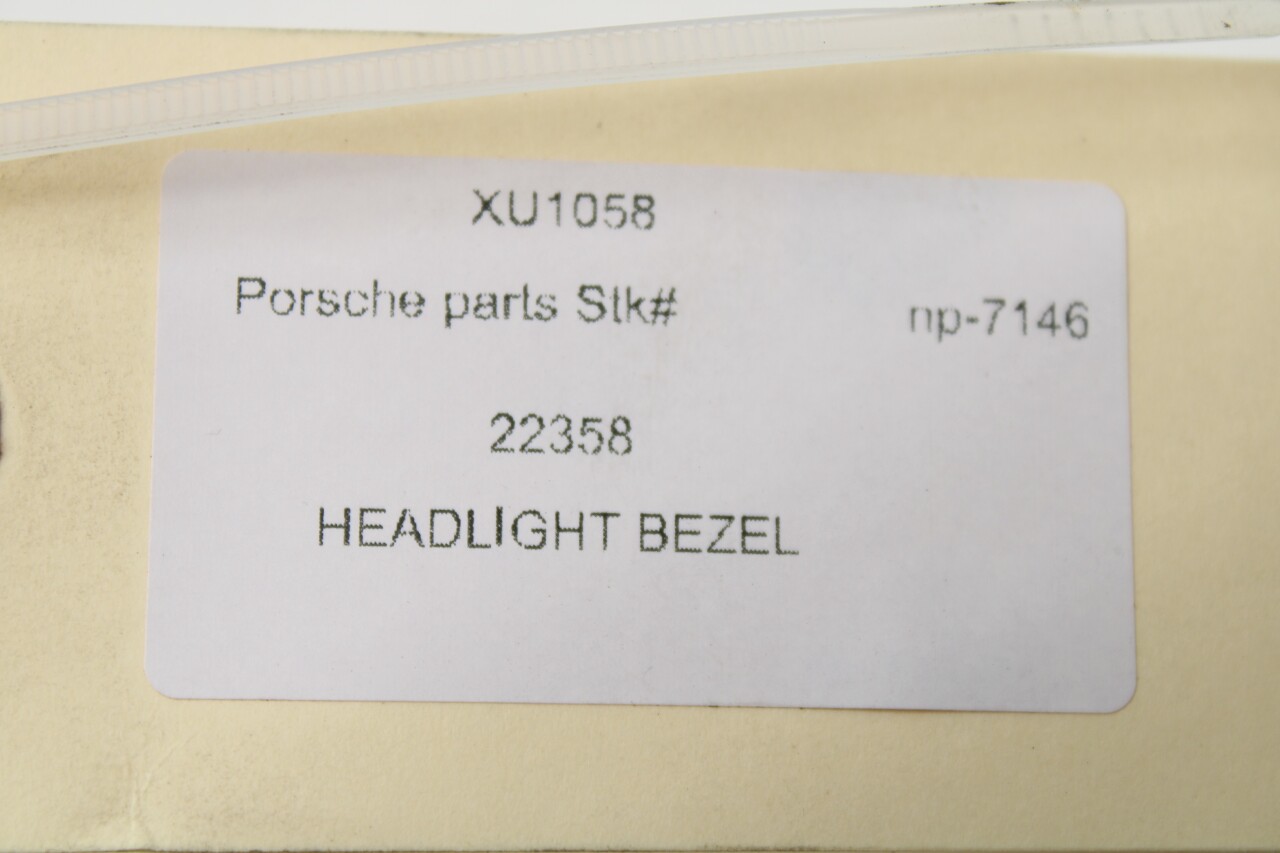 XU1058
Porsche parts Stk# np-7146
22358
HEADLIGHT BEZEL